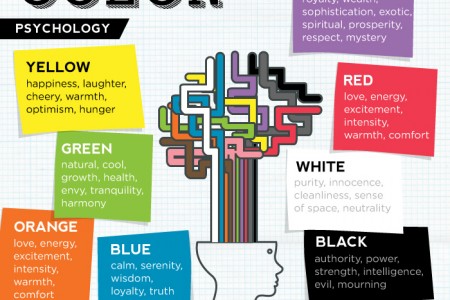 COLOR
PSYCHOLOGY
royalty, wealth,
sophistication, exotic,
spiritual, prosperity,
respect, mystery
YELLOW
happiness, laughter,
cheery, warmth,
optimism, hunger
RED
love, energy,
excitement,
intensity,
warmth, comfort
GREEN
natural, cool,
growth, health,
envy, tranquility,
harmony
WHITE
purity, innocence,
cleanliness, sense
of space, neutrality
ORANGE
love, energy,
excitement,
intensity,
warmth,
comfort
BLUE
calm, serenity,
wisdom,
loyalty, truth
BLACK
authority, power,
strength, intelligence,
evil, mourning